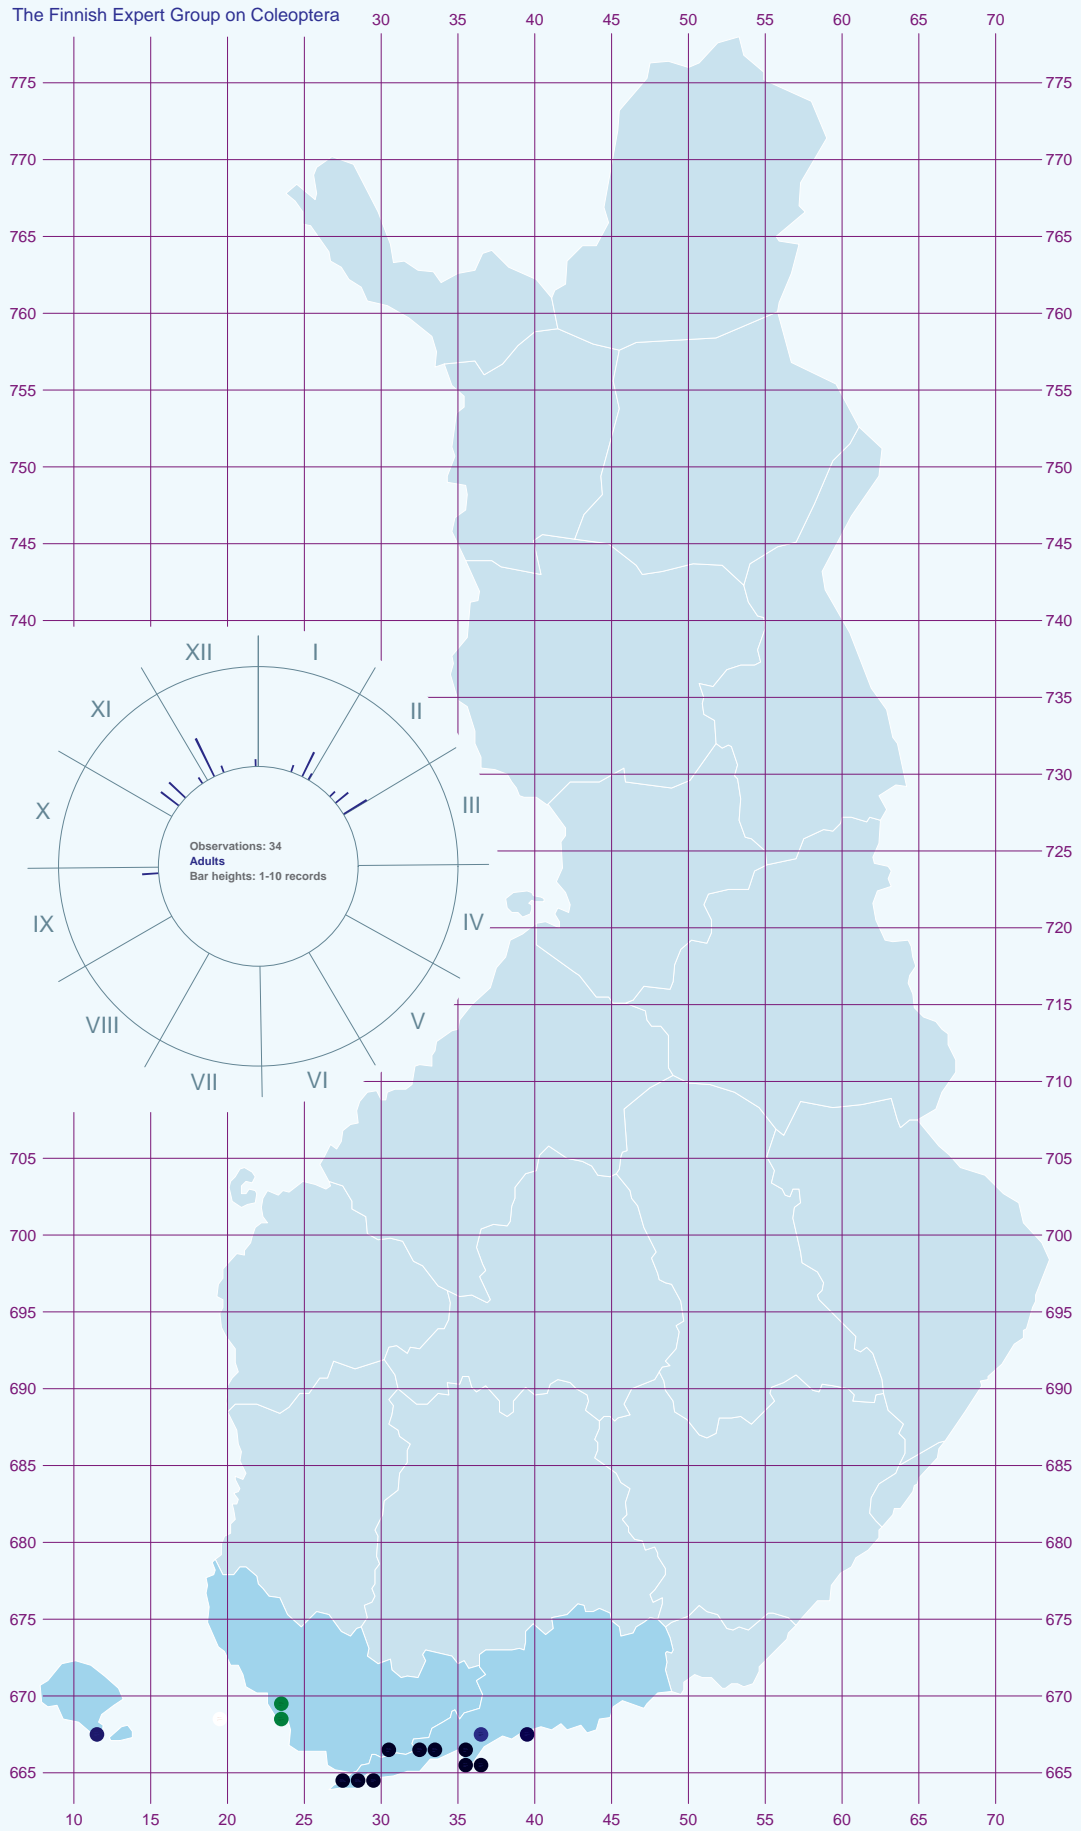 The Finnish Expert Group on Coleoptera
30 35 40 45 50 55 60 65 70
775 775
770 770
765 765
760 760
755 755
750 750
745 745
740 740
735
730
725
720
715
710
705 705
700 700
695 695
690 690
685 685
680 680
675 675
670 670
665 665
10 15 20 25 30 35 40 45 50 55 60 65 70
XII I
XI II
X III
IX IV
VIII V
VII VI
Observations: 34
Adults
Bar heights: 1-10 records